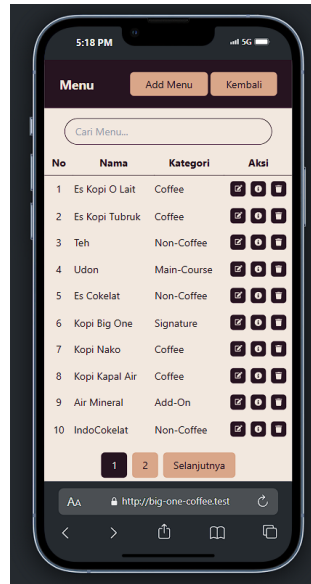 5:18 PM 5G
Menu Add Menu Kembali
Cari Menu...
No Nama Kategori Aksi
1 Es Kopi O Lait Coffee
2 Es Kopi Tubruk Coffee
3 Teh Non-Coffee
4 Udon Main-Course
5 Es Cokelat Non-Coffee
6 Kopi Big One Signature
7 Kopi Nako Coffee
8 Kopi Kapal Air Coffee
9 Air Mineral Add-On
10 IndoCokelat Non-Coffee
1 2 Selanjutnya
AA http://big-one-coffee.test